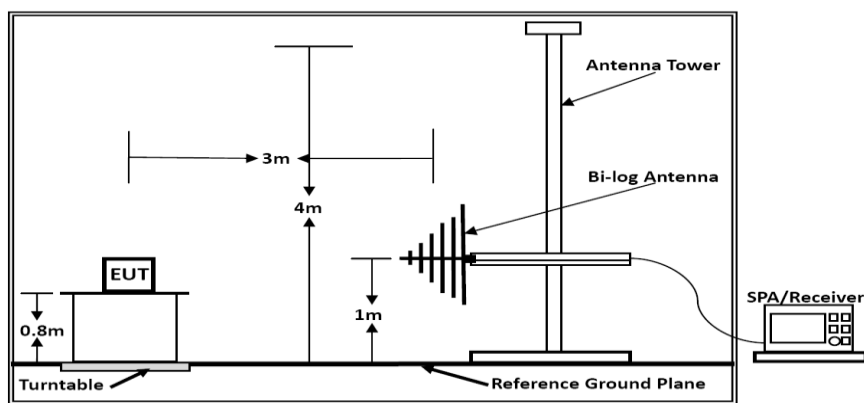 Antenna Tower
3m
Bi-log Antenna
4m
EUT
SPA/Receiver
0.8m
1m
Turntable
Reference Ground Plane